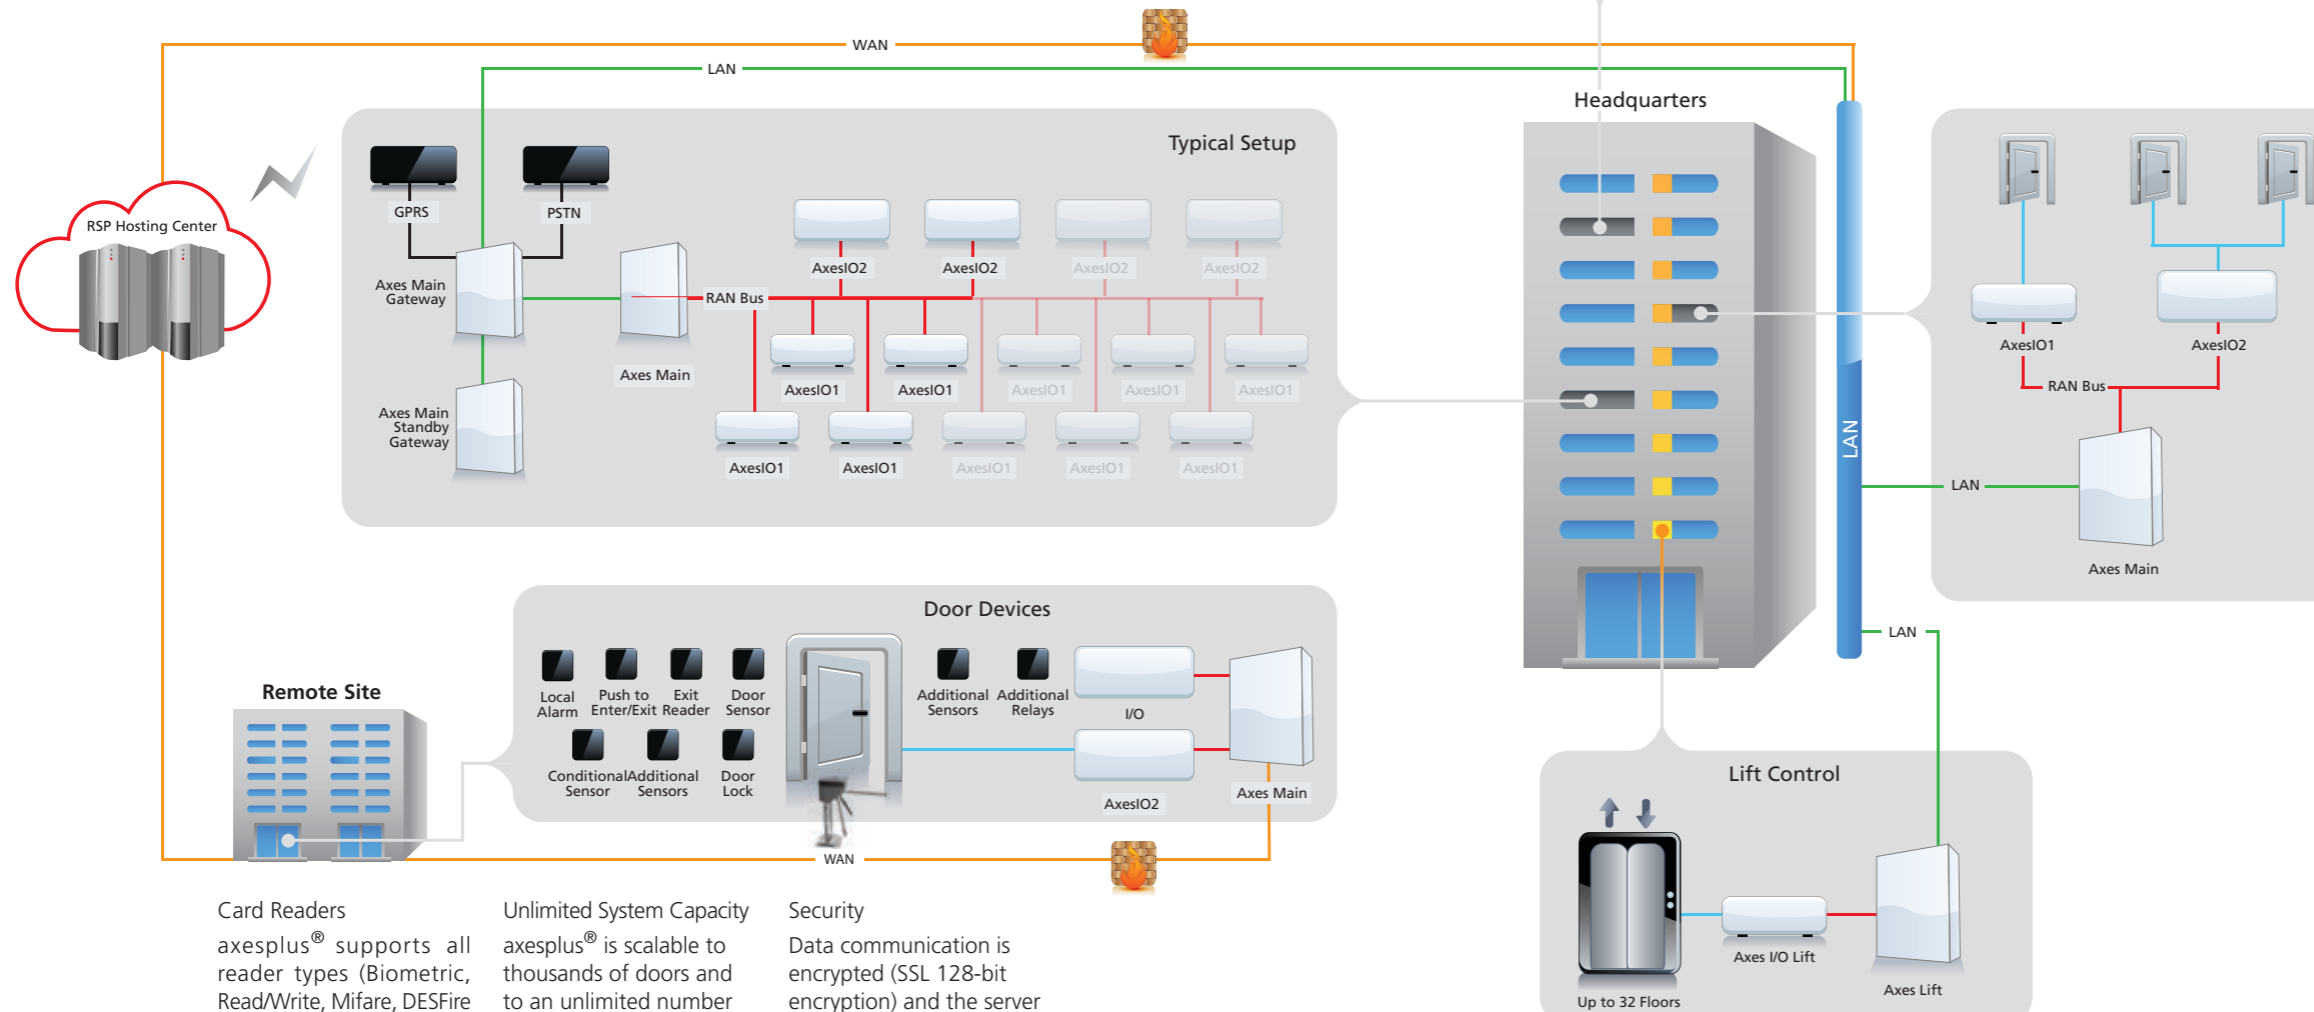 WAN
LAN
Headquarters
Typical Setup
GPRS
PSTN
RSP Hosting Center
Axes Main
Gateway
Axes Main
RAN Bus
AxesIO2
AxesIO2
AxesIO2
AxesIO2
AxesIO1
AxesIO1
AxesIO1
AxesIO1
AxesIO1
Axes Main
Standby
Gateway
AxesIO1
AxesIO1
AxesIO1
AxesIO1
AxesIO1
LAN
AxesIO1
AxesIO2
RAN Bus
LAN
Axes Main
LAN
Door Devices
Local
Alarm
Push to
Enter/Exit
Exit
Reader
Door
Sensor
Additional
Sensors
Additional
Relays
I/O
Conditional
Sensor
Additional
Sensors
Door
Lock
AxesIO2
Axes Main
Remote Site
WAN
Lift Control
Axes I/O Lift
Axes Lift
Up to 32 Floors
Card Readers
axesplus® supports all
reader types (Biometric,
Read/Write, Mifare, DESFire
Unlimited System Capacity
axesplus® is scalable to
thousands of doors and
to an unlimited number
Security
Data communication is
encrypted (SSL 128-bit
encryption) and the server